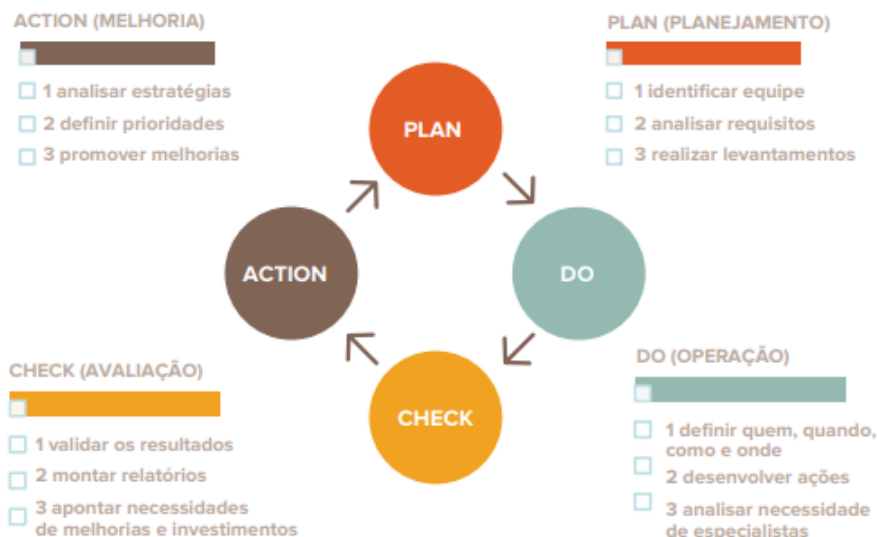 ACTION (MELHORIA)
1 analisar estratégias
2 definir prioridades
3 promover melhorias
PLAN (PLANEJAMENTO)
1 identificar equipe
2 analisar requisitos
3 realizar levantamentos
PLAN
ACTION
DO
CHECK
CHECK (AVALIAÇÃO)
1 validar os resultados
2 montar relatórios
3 apontar necessidades
de melhorias e investimentos
DO (OPERAÇÃO)
1 definir quem, quando,
como e onde
2 desenvolver ações
3 analisar necessidade
de especialistas